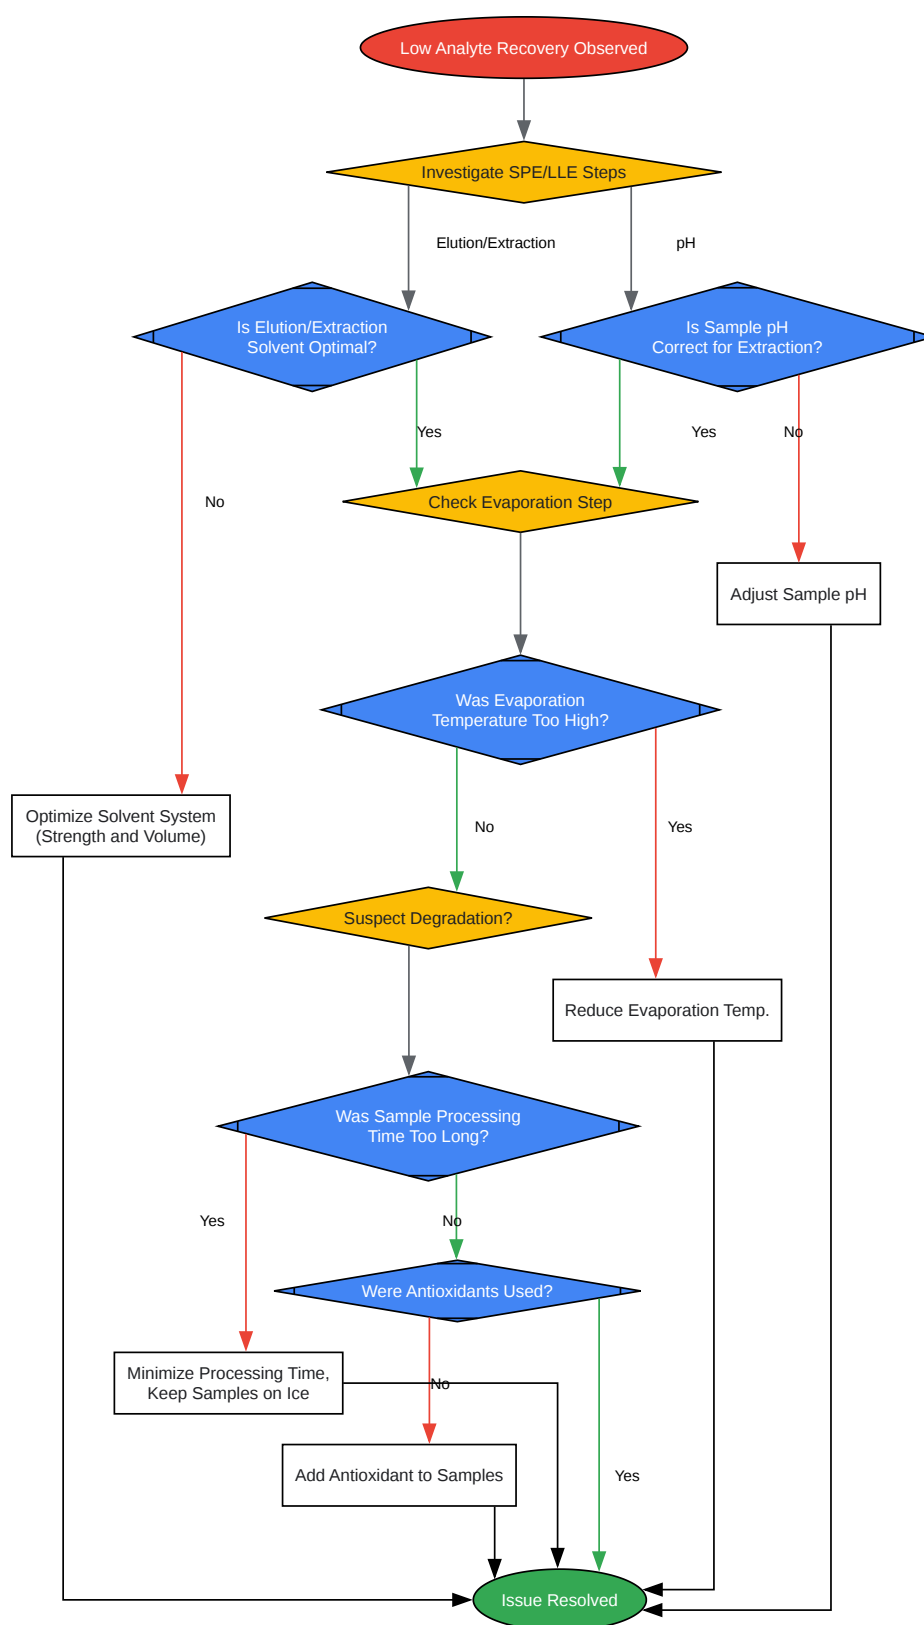 Low Analyte Recovery Observed
Investigate SPE/LLE Steps
Elution/Extraction
pH
Is Elution/Extraction
Solvent Optimal?
Is Sample pH
Correct for Extraction?
Yes
Yes
No
No
Check Evaporation Step
Adjust Sample pH
Was Evaporation
Temperature Too High?
Optimize Solvent System
(Strength and Volume)
No
Yes
Suspect Degradation?
Reduce Evaporation Temp.
Was Sample Processing
Time Too Long?
Yes
No
Were Antioxidants Used?
Minimize Processing Time,
Keep Samples on Ice
No
Add Antioxidant to Samples
Yes
Issue Resolved